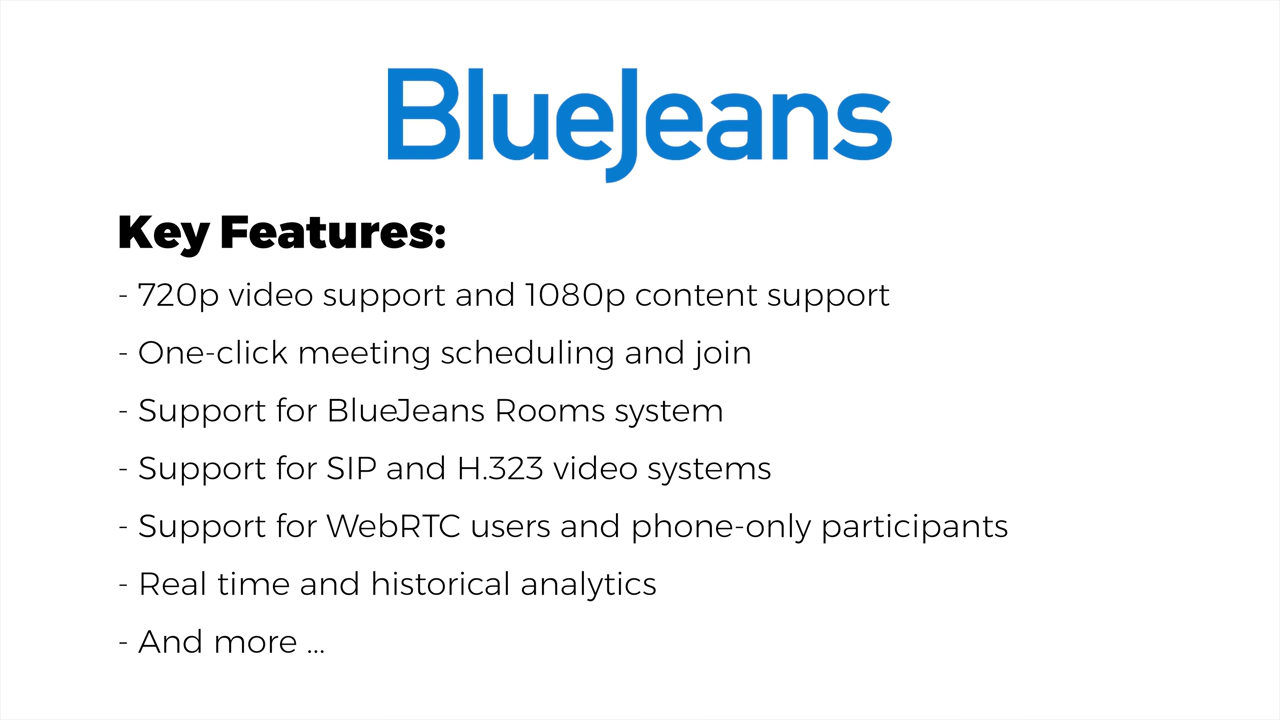 BlueJeans
Key Features:
- 720p video support and 1080p content support
- One-click meeting scheduling and join
- Support for BlueJeans Rooms system
- Support for SIP and H.323 video systems
- Support for WebRTC users and phone-only participants
- Real time and historical analytics
- And more ...